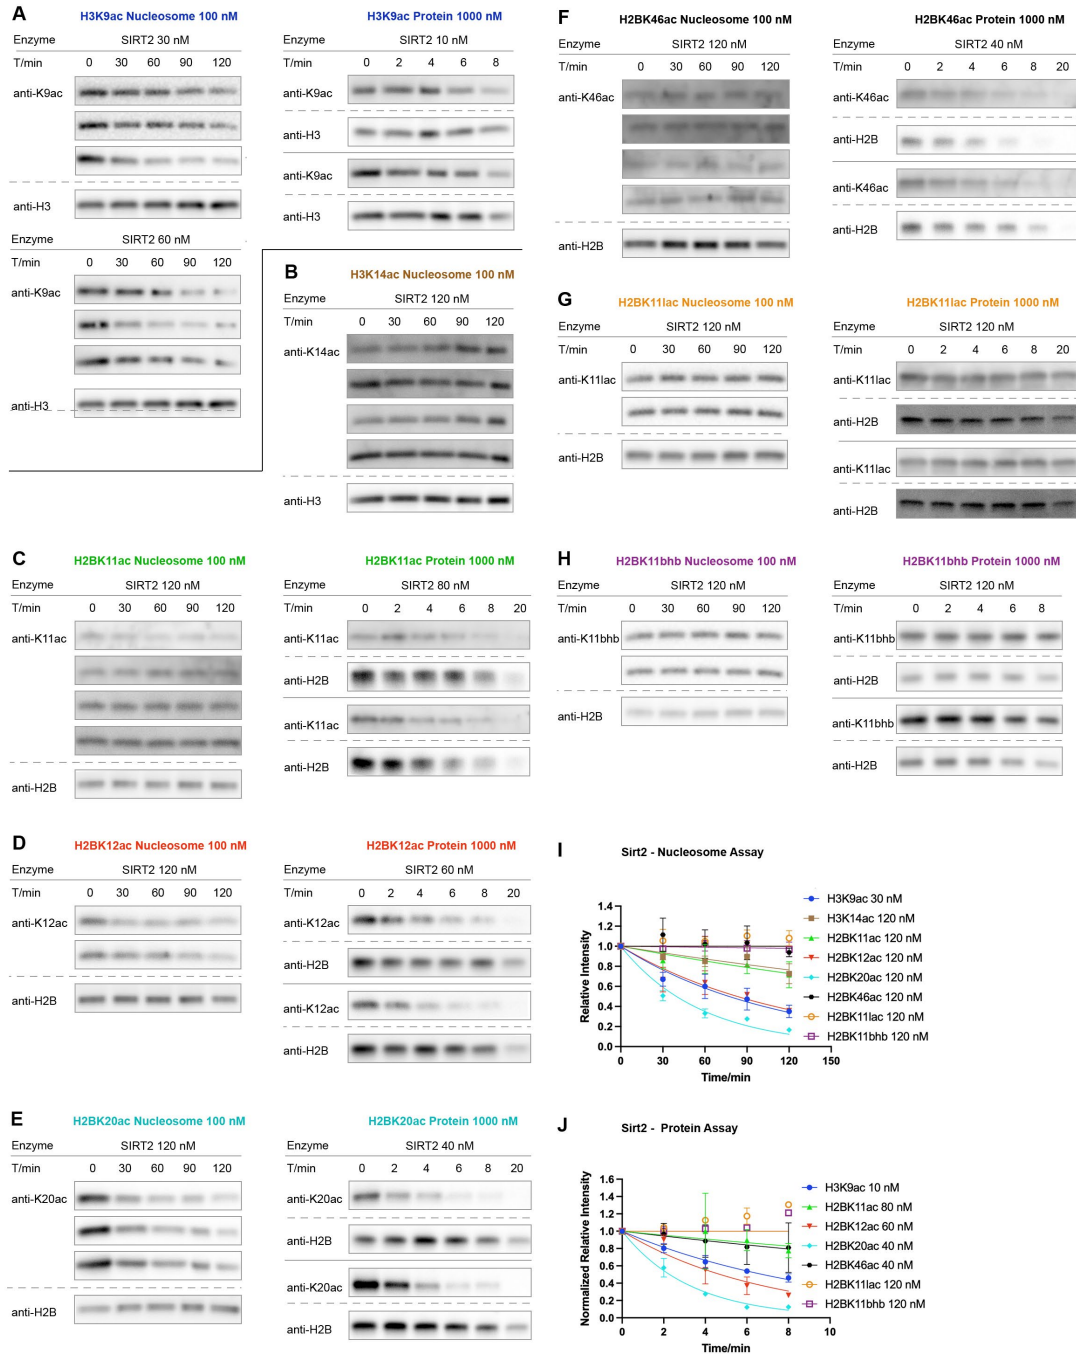 A
H3K9ac Nucleosome 100 nM
Enzyme SIRT2 30 nM
T/min 0 30 60 90 120
anti-K9ac
anti-H3
Enzyme SIRT2 60 nM
T/min 0 30 60 90 120
anti-K9ac
anti-H3
H3K9ac Protein 1000 nM
Enzyme SIRT2 10 nM
T/min 0 2 4 6 8
anti-K9ac
anti-H3
anti-K9ac
anti-H3
B
H3K14ac Nucleosome 100 nM
Enzyme SIRT2 120 nM
T/min 0 30 60 90 120
anti-K14ac
anti-H3
C
H2BK11ac Nucleosome 100 nM
Enzyme SIRT2 120 nM
T/min 0 30 60 90 120
anti-K11ac
anti-H2B
H2BK11ac Protein 1000 nM
Enzyme SIRT2 80 nM
T/min 0 2 4 6 8 20
anti-K11ac
anti-H2B
anti-K11ac
anti-H2B
D
H2BK12ac Nucleosome 100 nM
Enzyme SIRT2 120 nM
T/min 0 30 60 90 120
anti-K12ac
anti-H2B
H2BK12ac Protein 1000 nM
Enzyme SIRT2 60 nM
T/min 0 2 4 6 8 20
anti-K12ac
anti-H2B
anti-K12ac
anti-H2B
E
H2BK20ac Nucleosome 100 nM
Enzyme SIRT2 120 nM
T/min 0 30 60 90 120
anti-K20ac
anti-H2B
H2BK20ac Protein 1000 nM
Enzyme SIRT2 40 nM
T/min 0 2 4 6 8 20
anti-K20ac
anti-H2B
anti-K20ac
anti-H2B
F
H2BK46ac Nucleosome 100 nM
Enzyme SIRT2 120 nM
T/min 0 30 60 90 120
anti-K46ac
anti-H2B
H2BK46ac Protein 1000 nM
Enzyme SIRT2 40 nM
T/min 0 2 4 6 8 20
anti-K46ac
anti-H2B
anti-K46ac
anti-H2B
G
H2BK11lac Nucleosome 100 nM
Enzyme SIRT2 120 nM
T/min 0 30 60 90 120
anti-K11lac
anti-H2B
H2BK11lac Protein 1000 nM
Enzyme SIRT2 120 nM
T/min 0 2 4 6 8 20
anti-K11lac
anti-H2B
anti-K11lac
anti-H2B
H
H2BK11bhb Nucleosome 100 nM
Enzyme SIRT2 120 nM
T/min 0 30 60 90 120
anti-K11bhb
anti-H2B
H2BK11bhb Protein 1000 nM
Enzyme SIRT2 120 nM
T/min 0 2 4 6 8
anti-K11bhb
anti-H2B
anti-K11bhb
anti-H2B
I
Sirt2 - Nucleosome Assay
Relative Intensity
1.4
1.2
1.0
0.8
0.6
0.4
0.2
0.0
0 30 60 90 120 150
Time/min
H3K9ac 30 nM
H3K14ac 120 nM
H2BK11ac 120 nM
H2BK12ac 120 nM
H2BK20ac 120 nM
H2BK46ac 120 nM
H2BK11lac 120 nM
H2BK11bhb 120 nM
J
Sirt2 - Protein Assay
Normalized Relative Intensity
1.6
1.4
1.2
1.0
0.8
0.6
0.4
0.2
0.0
0 2 4 6 8 10
Time/min
H3K9ac 10 nM
H2BK11ac 80 nM
H2BK12ac 60 nM
H2BK20ac 40 nM
H2BK46ac 40 nM
H2BK11lac 120 nM
H2BK11bhb 120 nM